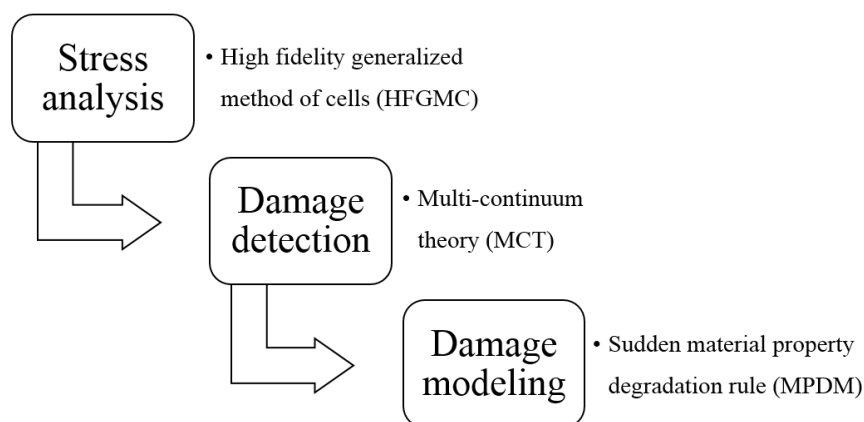 Stress
analysis
• High fidelity generalized
method of cells (HFGMC)
Damage
detection
• Multi-continuum
theory (MCT)
Damage
modeling
• Sudden material property
degradation rule (MPDM)